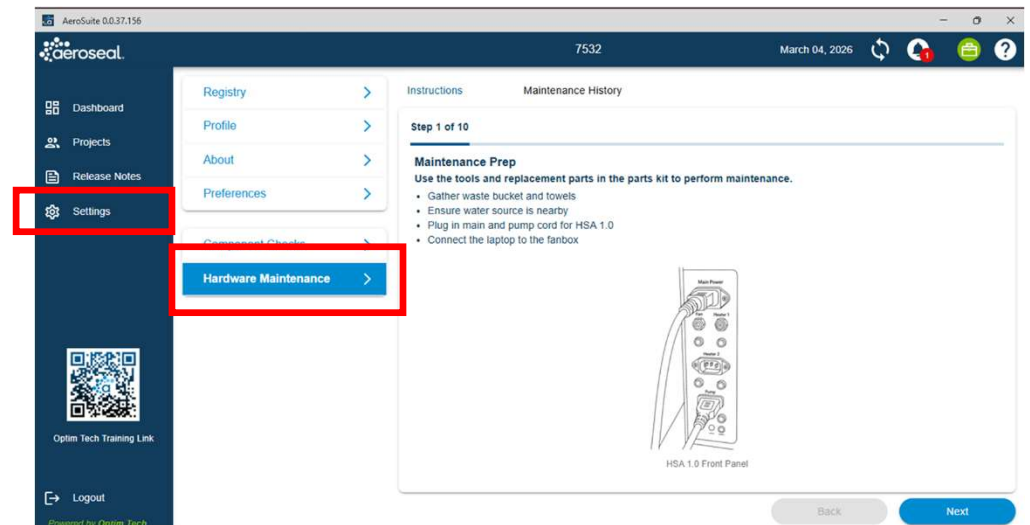 AeroSuite 0.0.37.156
aeroseal.
7532
March 04, 2026
1
?
Dashboard
Projects
Release Notes
Settings
Optim Tech Training Link
Logout
Powered by Optim Tech
Registry
Profile
About
Preferences
Component Checks
Hardware Maintenance
Instructions
Maintenance History
Step 1 of 10
Maintenance Prep
Use the tools and replacement parts in the parts kit to perform maintenance.
• Gather waste bucket and towels
• Ensure water source is nearby
• Plug in main and pump cord for HSA 1.0
• Connect the laptop to the fanbox
Main Power
Fan Heater 1
Heater 2
Pump
HSA 1.0 Front Panel
Back
Next